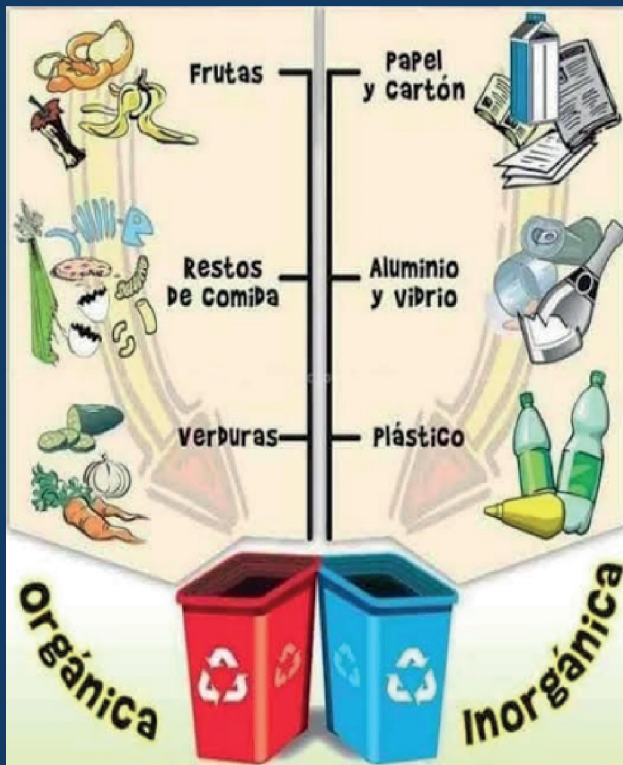 Frutas
Restos
de comida
Verduras
Papel
y cartón
Aluminio
y vidrio
Plástico
Orgánica
Inorgánica